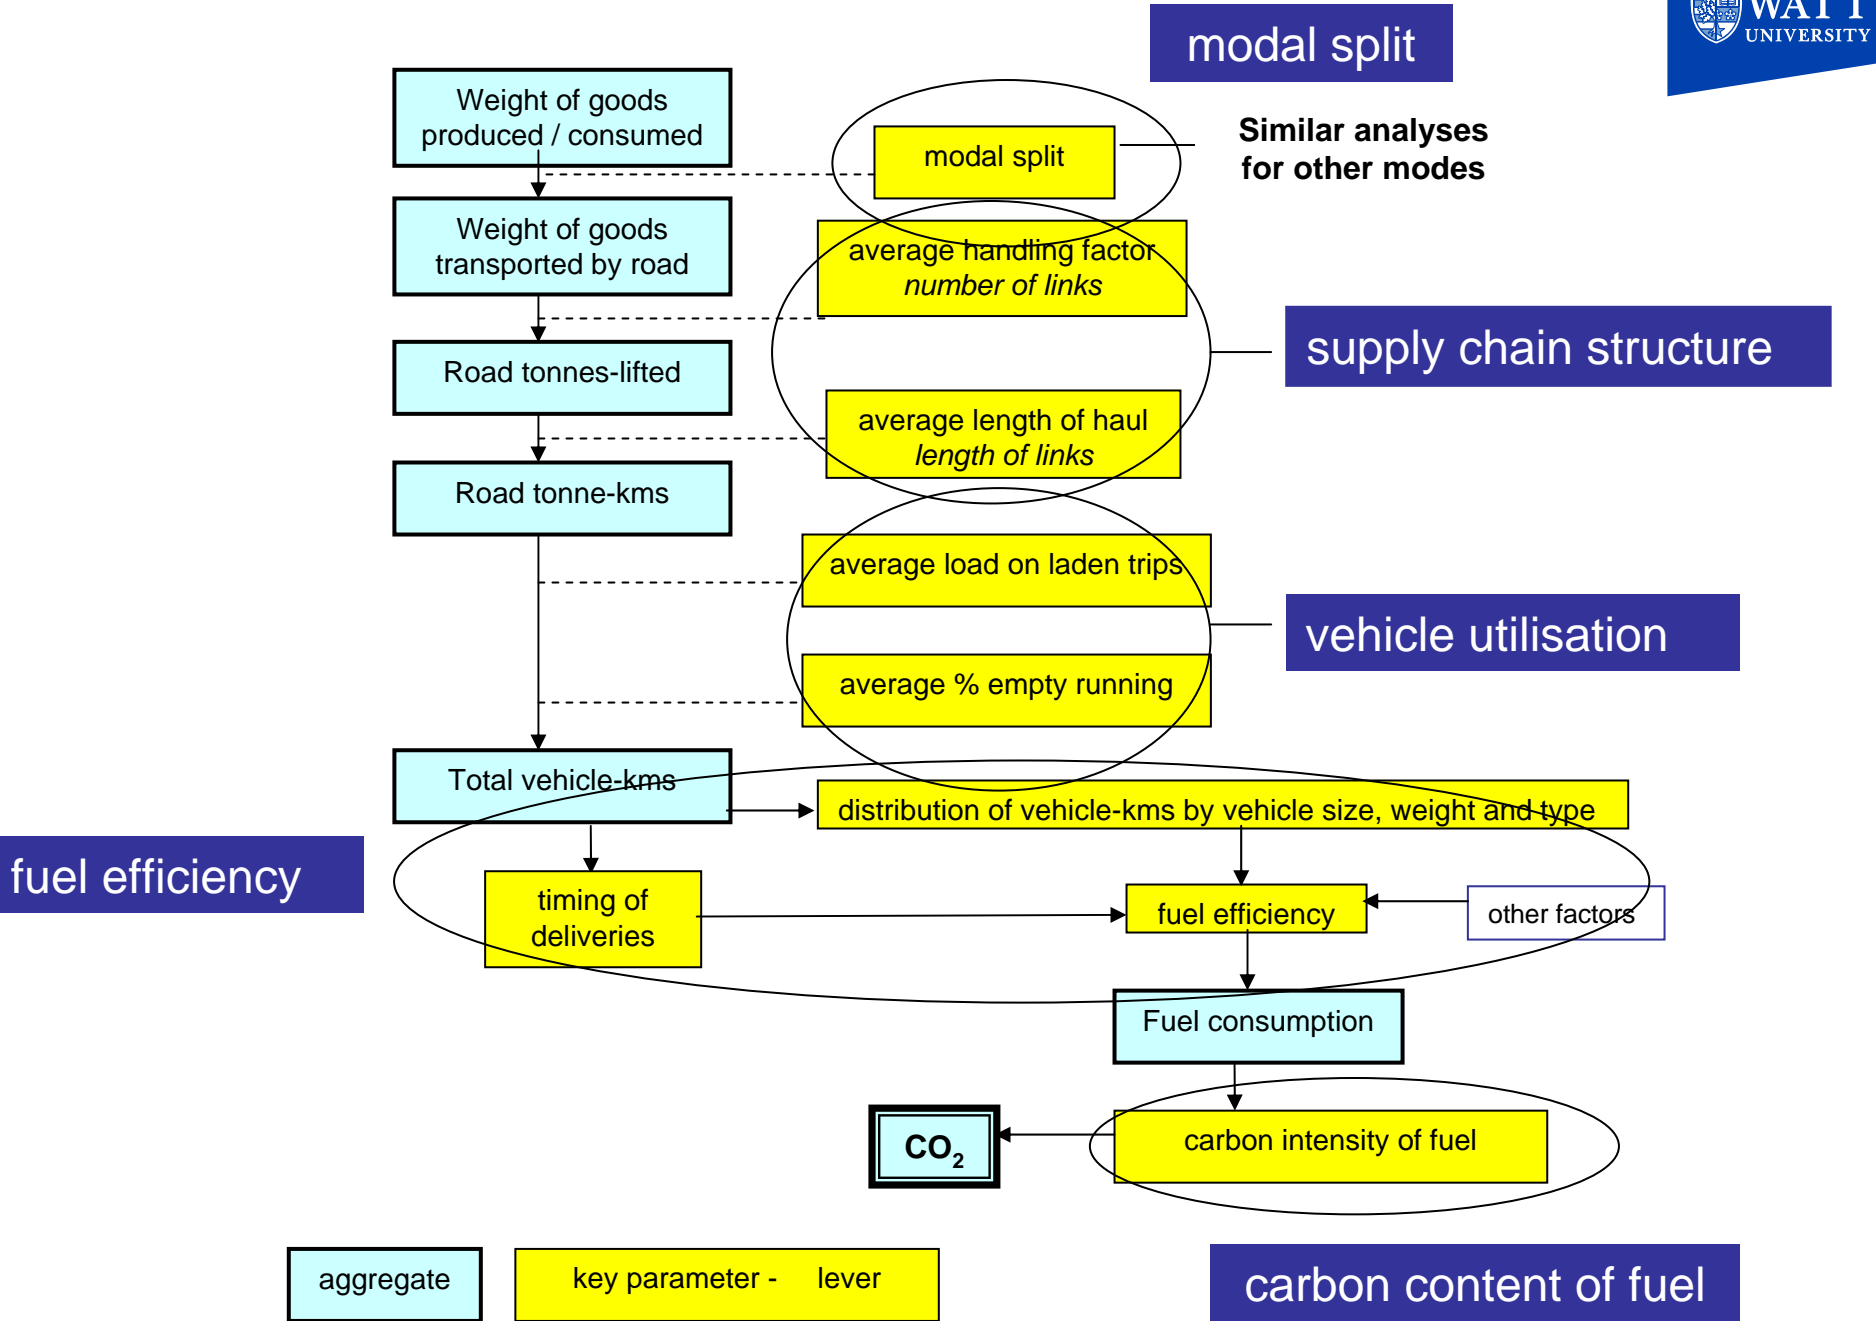 WATT
UNIVERSITY
modal split
Weight of goods
produced / consumed
modal split
Similar analyses
for other modes
Weight of goods
transported by road
average handling factor
number of links
supply chain structure
Road tonnes-lifted
average length of haul
length of links
Road tonne-kms
average load on laden trips
vehicle utilisation
average % empty running
Total vehicle-kms
distribution of vehicle-kms by vehicle size, weight and type
fuel efficiency
timing of
deliveries
fuel efficiency
other factors
Fuel consumption
CO2
carbon intensity of fuel
aggregate
key parameter - lever
carbon content of fuel